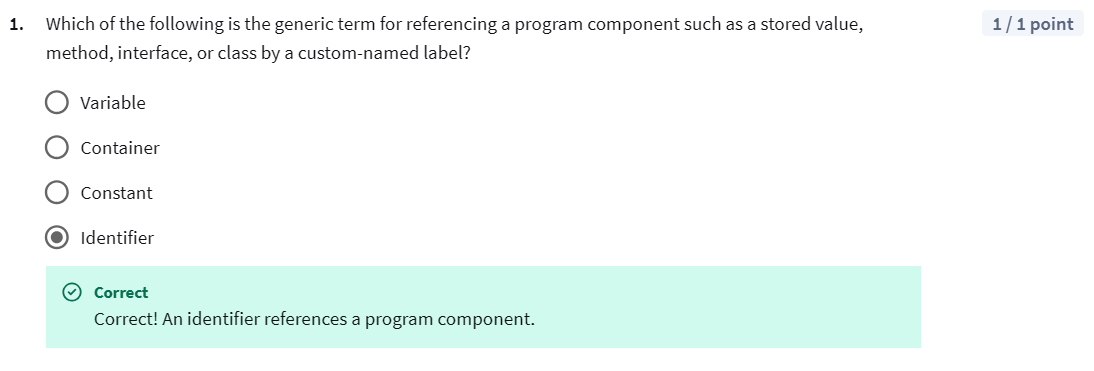 1. Which of the following is the generic term for referencing a program component such as a stored value, 1 / 1 point
method, interface, or class by a custom-named label?
Variable
Container
Constant
Identifier
Correct
Correct! An identifier references a program component.